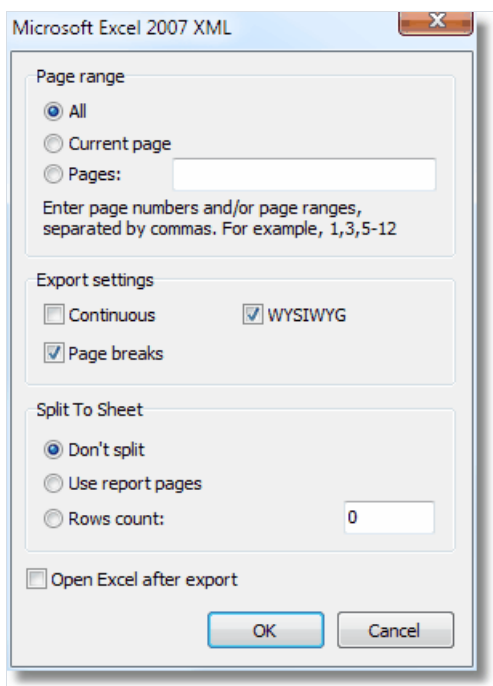 Microsoft Excel 2007 XML
Page range
All
Current page
Pages:
Enter page numbers and/or page ranges,
separated by commas. For example, 1,3,5-12
Export settings
Continuous WYSIWYG
Page breaks
Split To Sheet
Don't split
Use report pages
Rows count: 0
Open Excel after export
OK Cancel